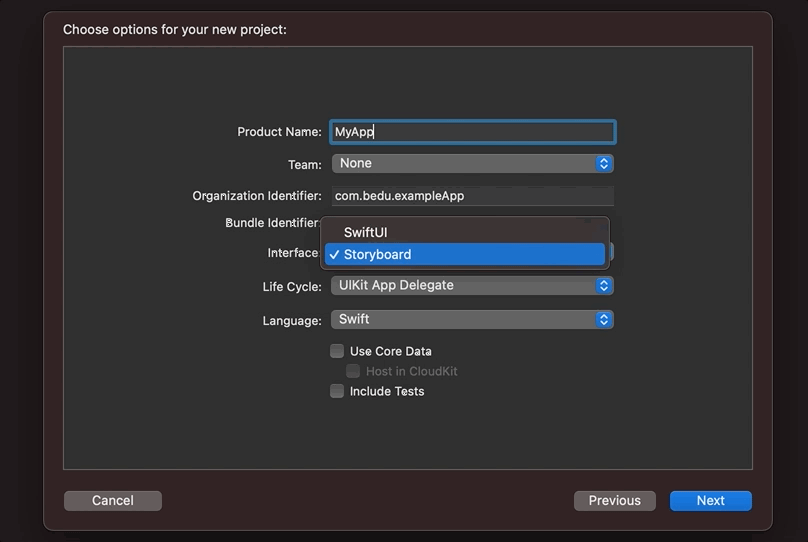 Choose options for your new project:
Product Name: MyApp
Team: None
Organization Identifier: com.bedu.exampleApp
Bundle Identifier:
SwiftUI
Interface: ✓ Storyboard
Life Cycle: UIKit App Delegate
Language: Swift
Use Core Data
Host in CloudKit
Include Tests
Cancel Previous Next